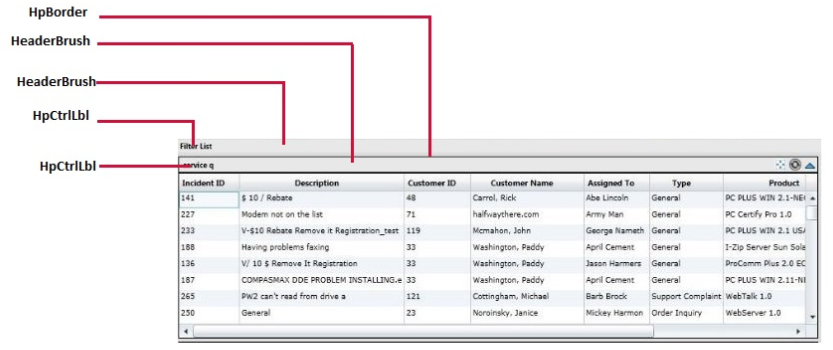 HpBorder
HeaderBrush
HeaderBrush
HpCtrlLbl
HpCtrlLbl
Filter List
service q
Incident ID Description Customer ID Customer Name Assigned To Type Product
141 $ 10 / Rebate 48 Carrol, Rick Abe Lincoln General PC PLUS WIN 2.1-NE
227 Modem not on the list 71 halfwaythere.com Army Man General PC Certify Pro 1.0
233 V-$10 Rebate Remove it Registration_test 119 Mcmahon, John George Nameth General PC PLUS WIN 2.1 USA
188 Having problems faxing 33 Washington, Paddy April Cement General I-Zip Server Sun Sola
136 V/ 10 $ Remove It Registration 33 Washington, Paddy Jason Harmers General ProComm Plus 2.0 EC
187 COMPASMAX DDE PROBLEM INSTALLING.e 33 Washington, Paddy April Cement General PC PLUS WIN 2.11-NE
265 PW2 can't read from drive a 121 Cottingham, Michael Barb Brock Support Complaint WebTalk 1.0
250 General 23 Noroinsky, Janice Mickey Harmon Order Inquiry WebServer 1.0